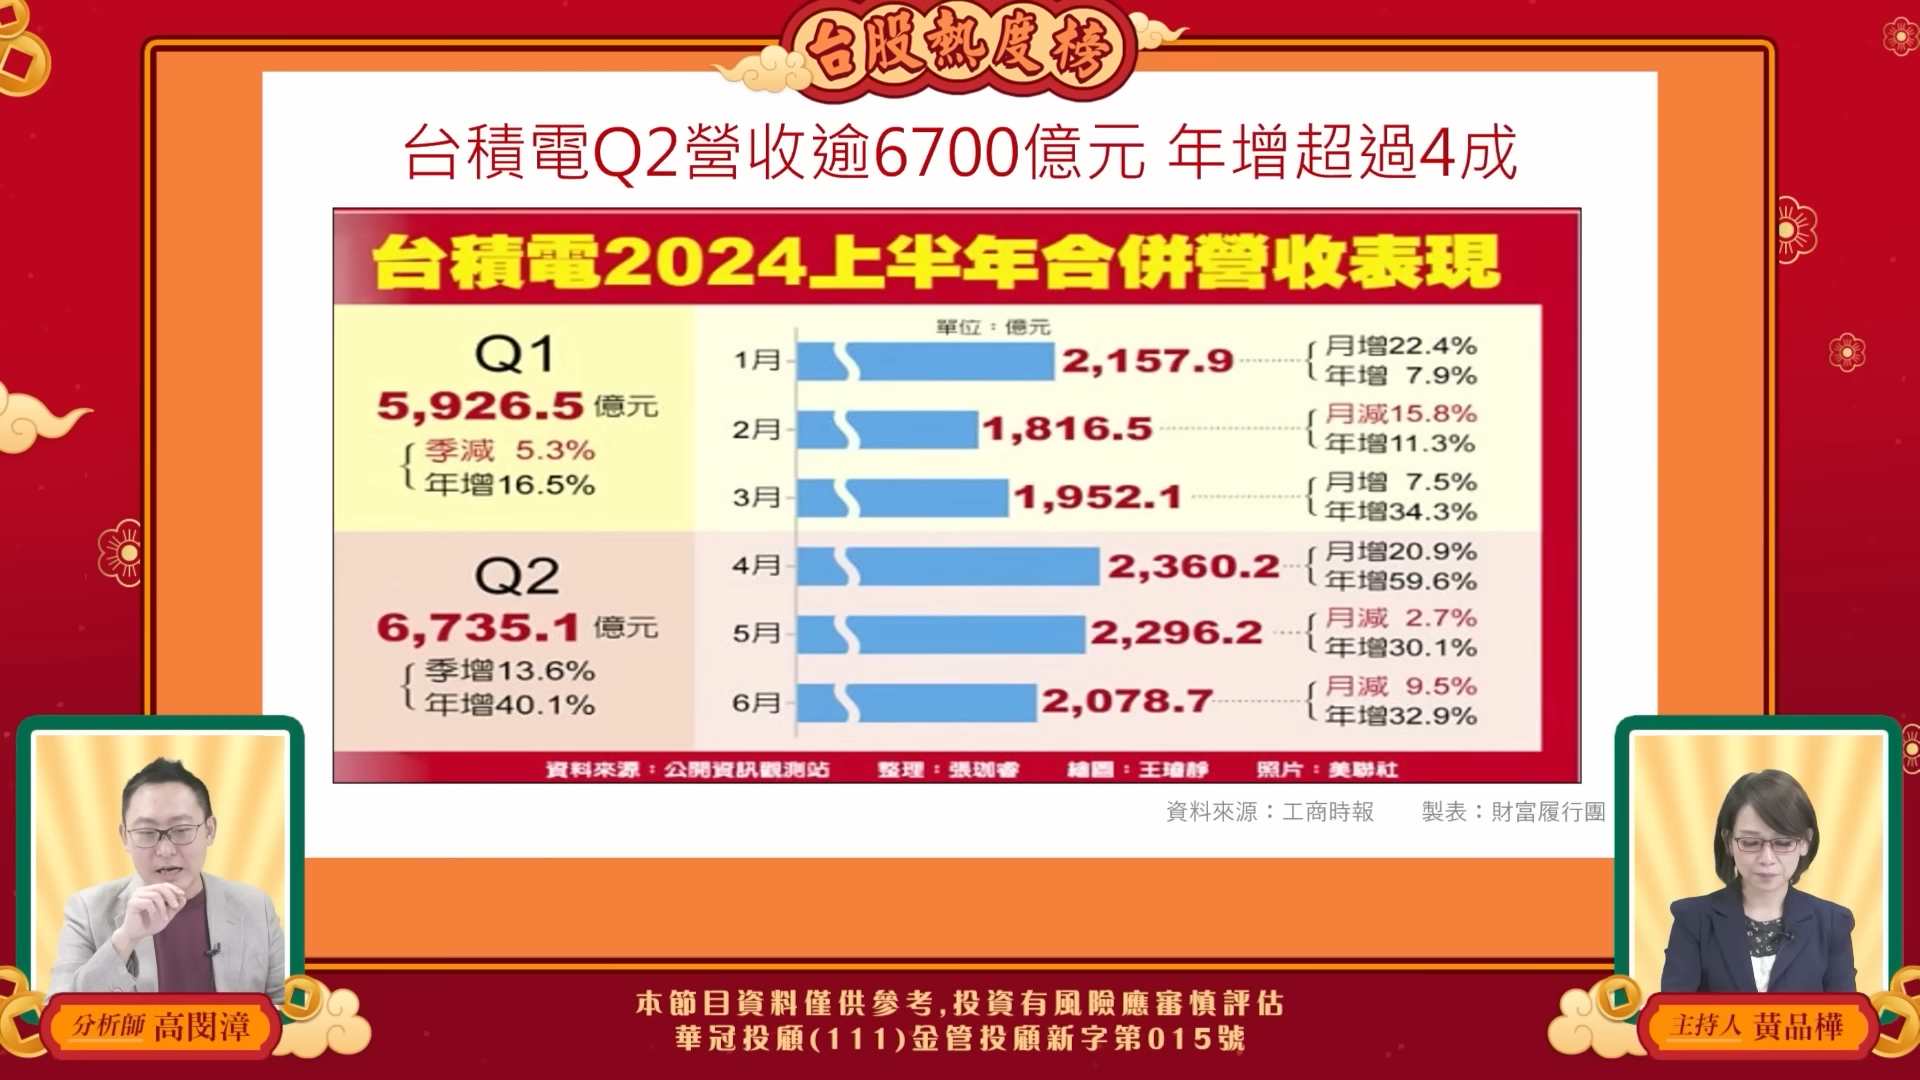 台股熱度榜
台積電Q2營收逾6700億元 年增超過4成
台積電2024上半年合併營收表現
單位：億元
Q1
5,926.5 億元
季減 5.3%
年增16.5%
1月 2,157.9 月增22.4% 年增 7.9%
2月 1,816.5 月減15.8% 年增11.3%
3月 1,952.1 月增 7.5% 年增34.3%
Q2
6,735.1 億元
季增13.6%
年增40.1%
4月 2,360.2 月增20.9% 年增59.6%
5月 2,296.2 月減 2.7% 年增30.1%
6月 2,078.7 月減 9.5% 年增32.9%
資料來源：公開資訊觀測站 整理：張珈睿 繪圖：王瑄靜 照片：美聯社
資料來源：工商時報 製表：財富履行團
分析師 高閔漳
主持人 黃品樺
本節目資料僅供參考,投資有風險應審慎評估
華冠投顧(111)金管投顧新字第015號